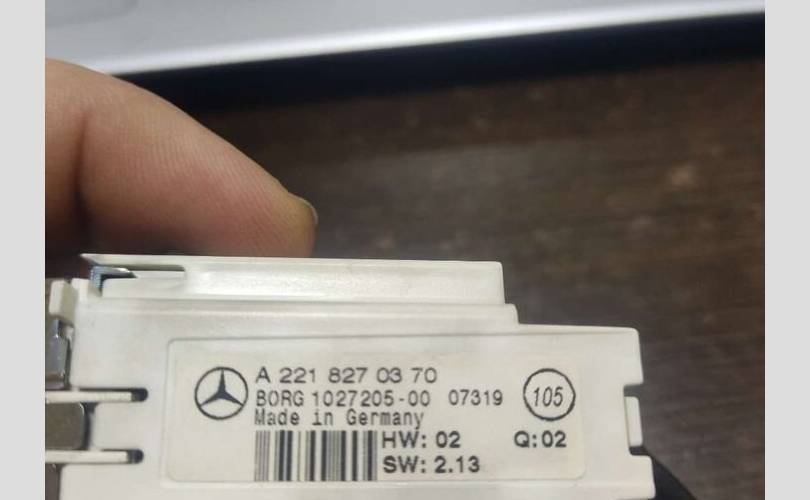 A 221 827 03 70
BORG 1027205-00 07319 105
Made in Germany
HW: 02 Q:02
SW: 2.13